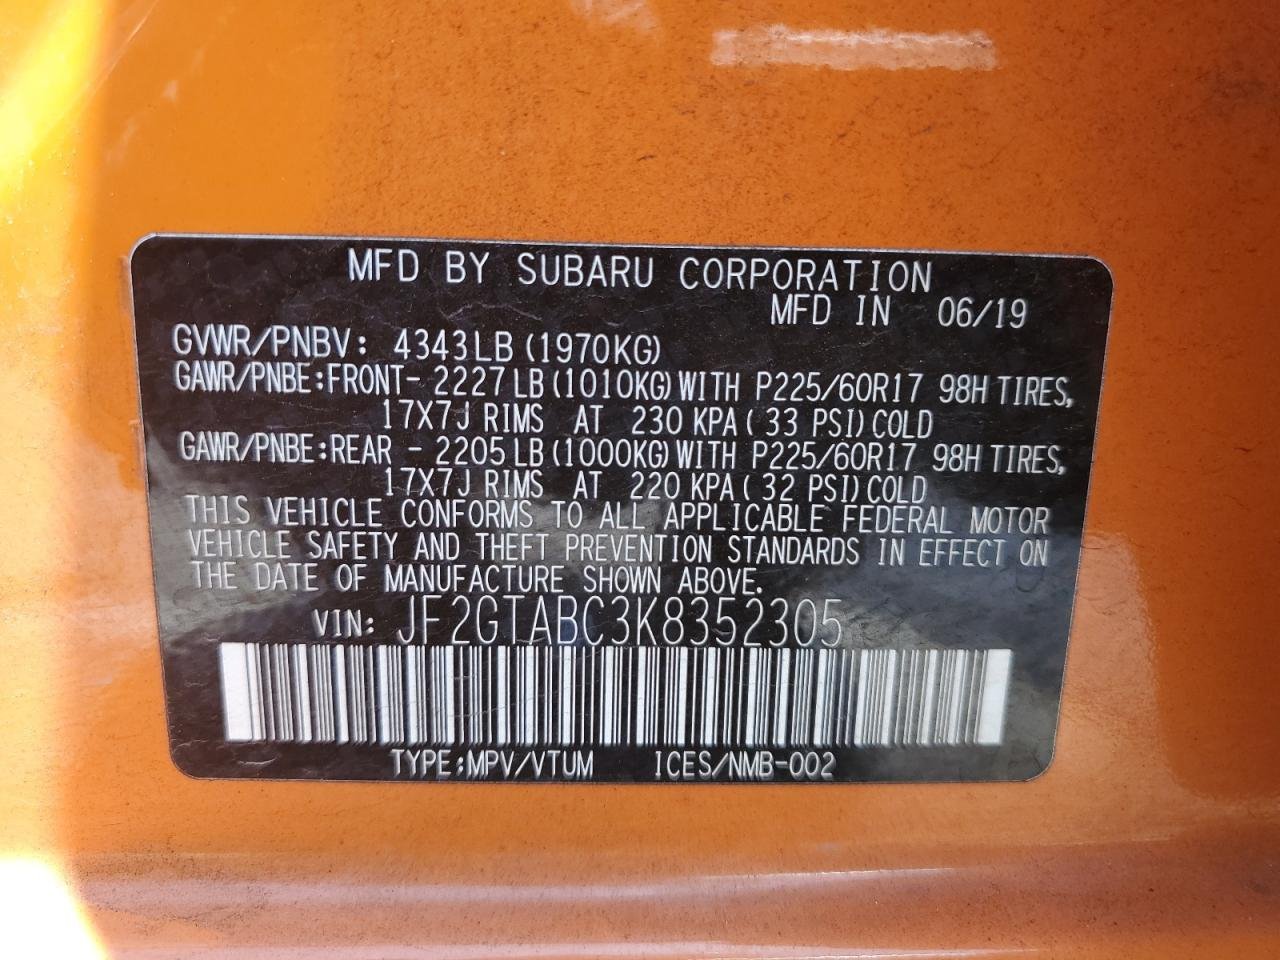 MFD BY SUBARU CORPORATION
MFD IN 06/19
GVWR/PNBV: 4343LB (1970KG)
GAWR/PNBE:FRONT- 2227 LB (1010KG) WITH P225/60R17 98H TIRES,
17X7J RIMS AT 230 KPA ( 33 PSI) COLD
GAWR/PNBE:REAR - 2205 LB (1000KG) WITH P225/60R17 98H TIRES,
17X7J RIMS AT 220 KPA ( 32 PSI) COLD
THIS VEHICLE CONFORMS TO ALL APPLICABLE FEDERAL MOTOR
VEHICLE SAFETY AND THEFT PREVENTION STANDARDS IN EFFECT ON
THE DATE OF MANUFACTURE SHOWN ABOVE.
VIN: JF2GTABC3K8352305
TYPE:MPV/VTUM ICES/NMB-002